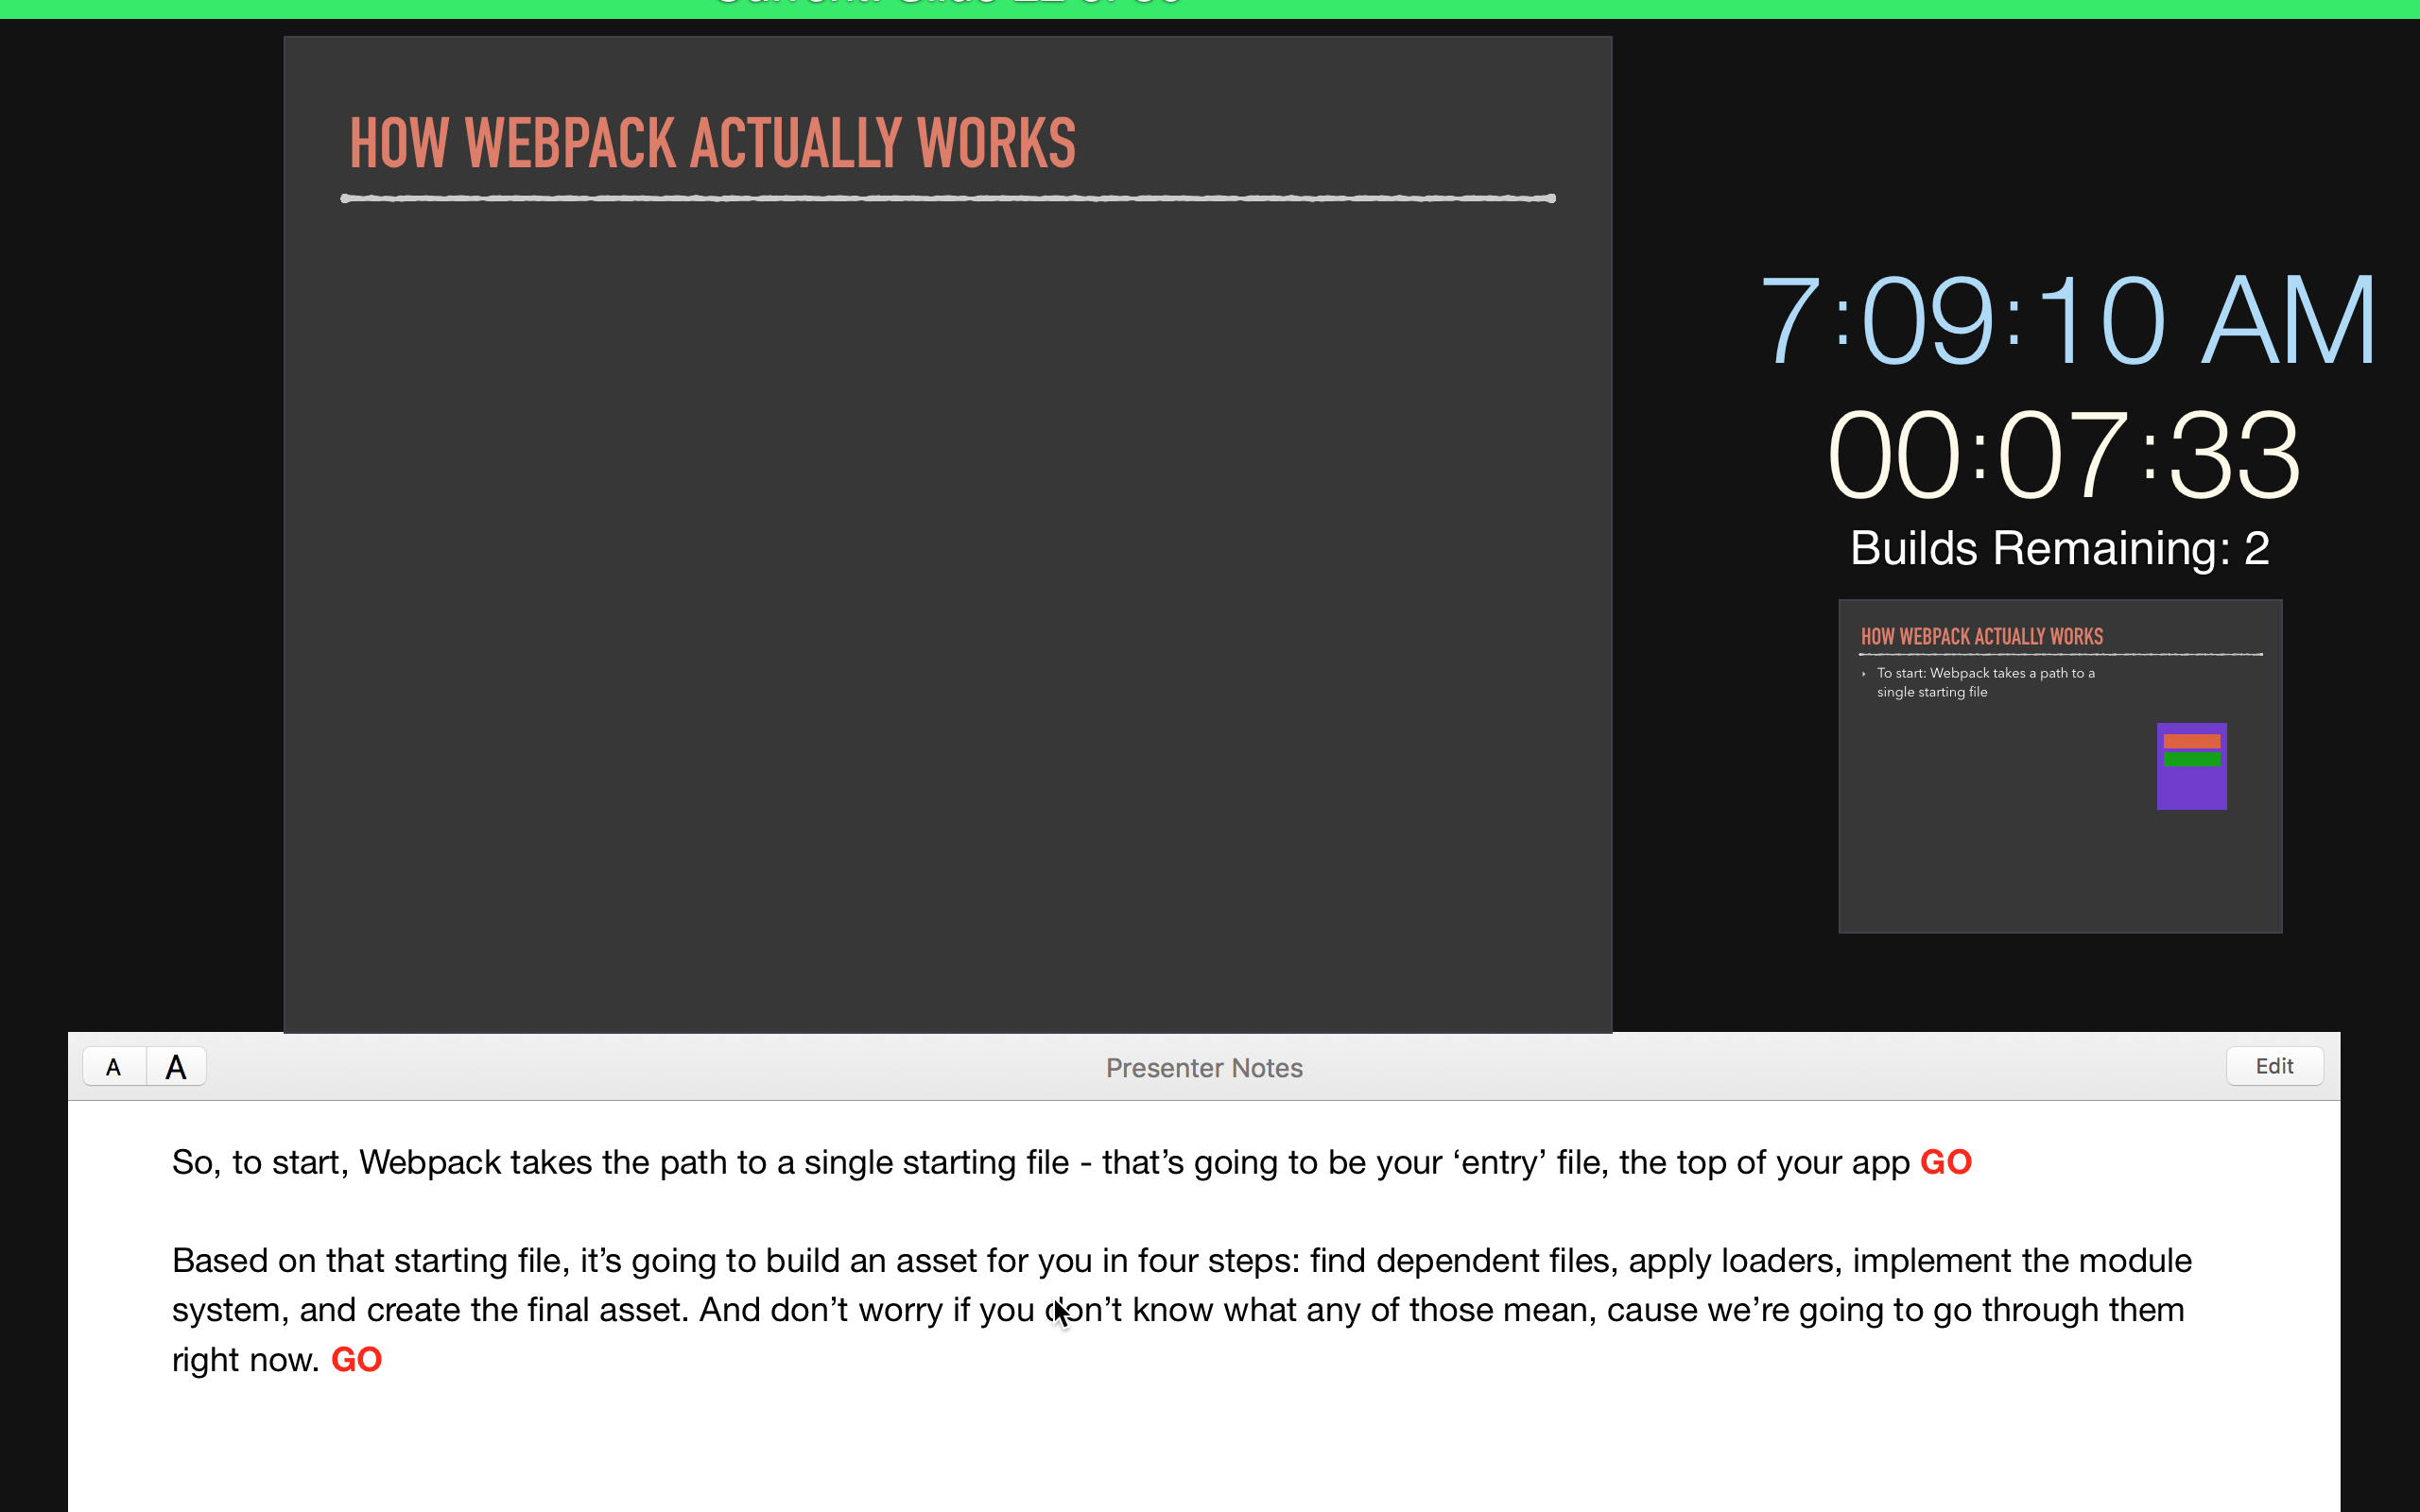 HOW WEBPACK ACTUALLY WORKS
7:09:10 AM
00:07:33
Builds Remaining: 2
HOW WEBPACK ACTUALLY WORKS
To start: Webpack takes a path to a
single starting file
A A
Presenter Notes
Edit
So, to start, Webpack takes the path to a single starting file - that’s going to be your ‘entry’ file, the top of your app GO
Based on that starting file, it’s going to build an asset for you in four steps: find dependent files, apply loaders, implement the module
system, and create the final asset. And don’t worry if you don’t know what any of those mean, cause we’re going to go through them
right now. GO